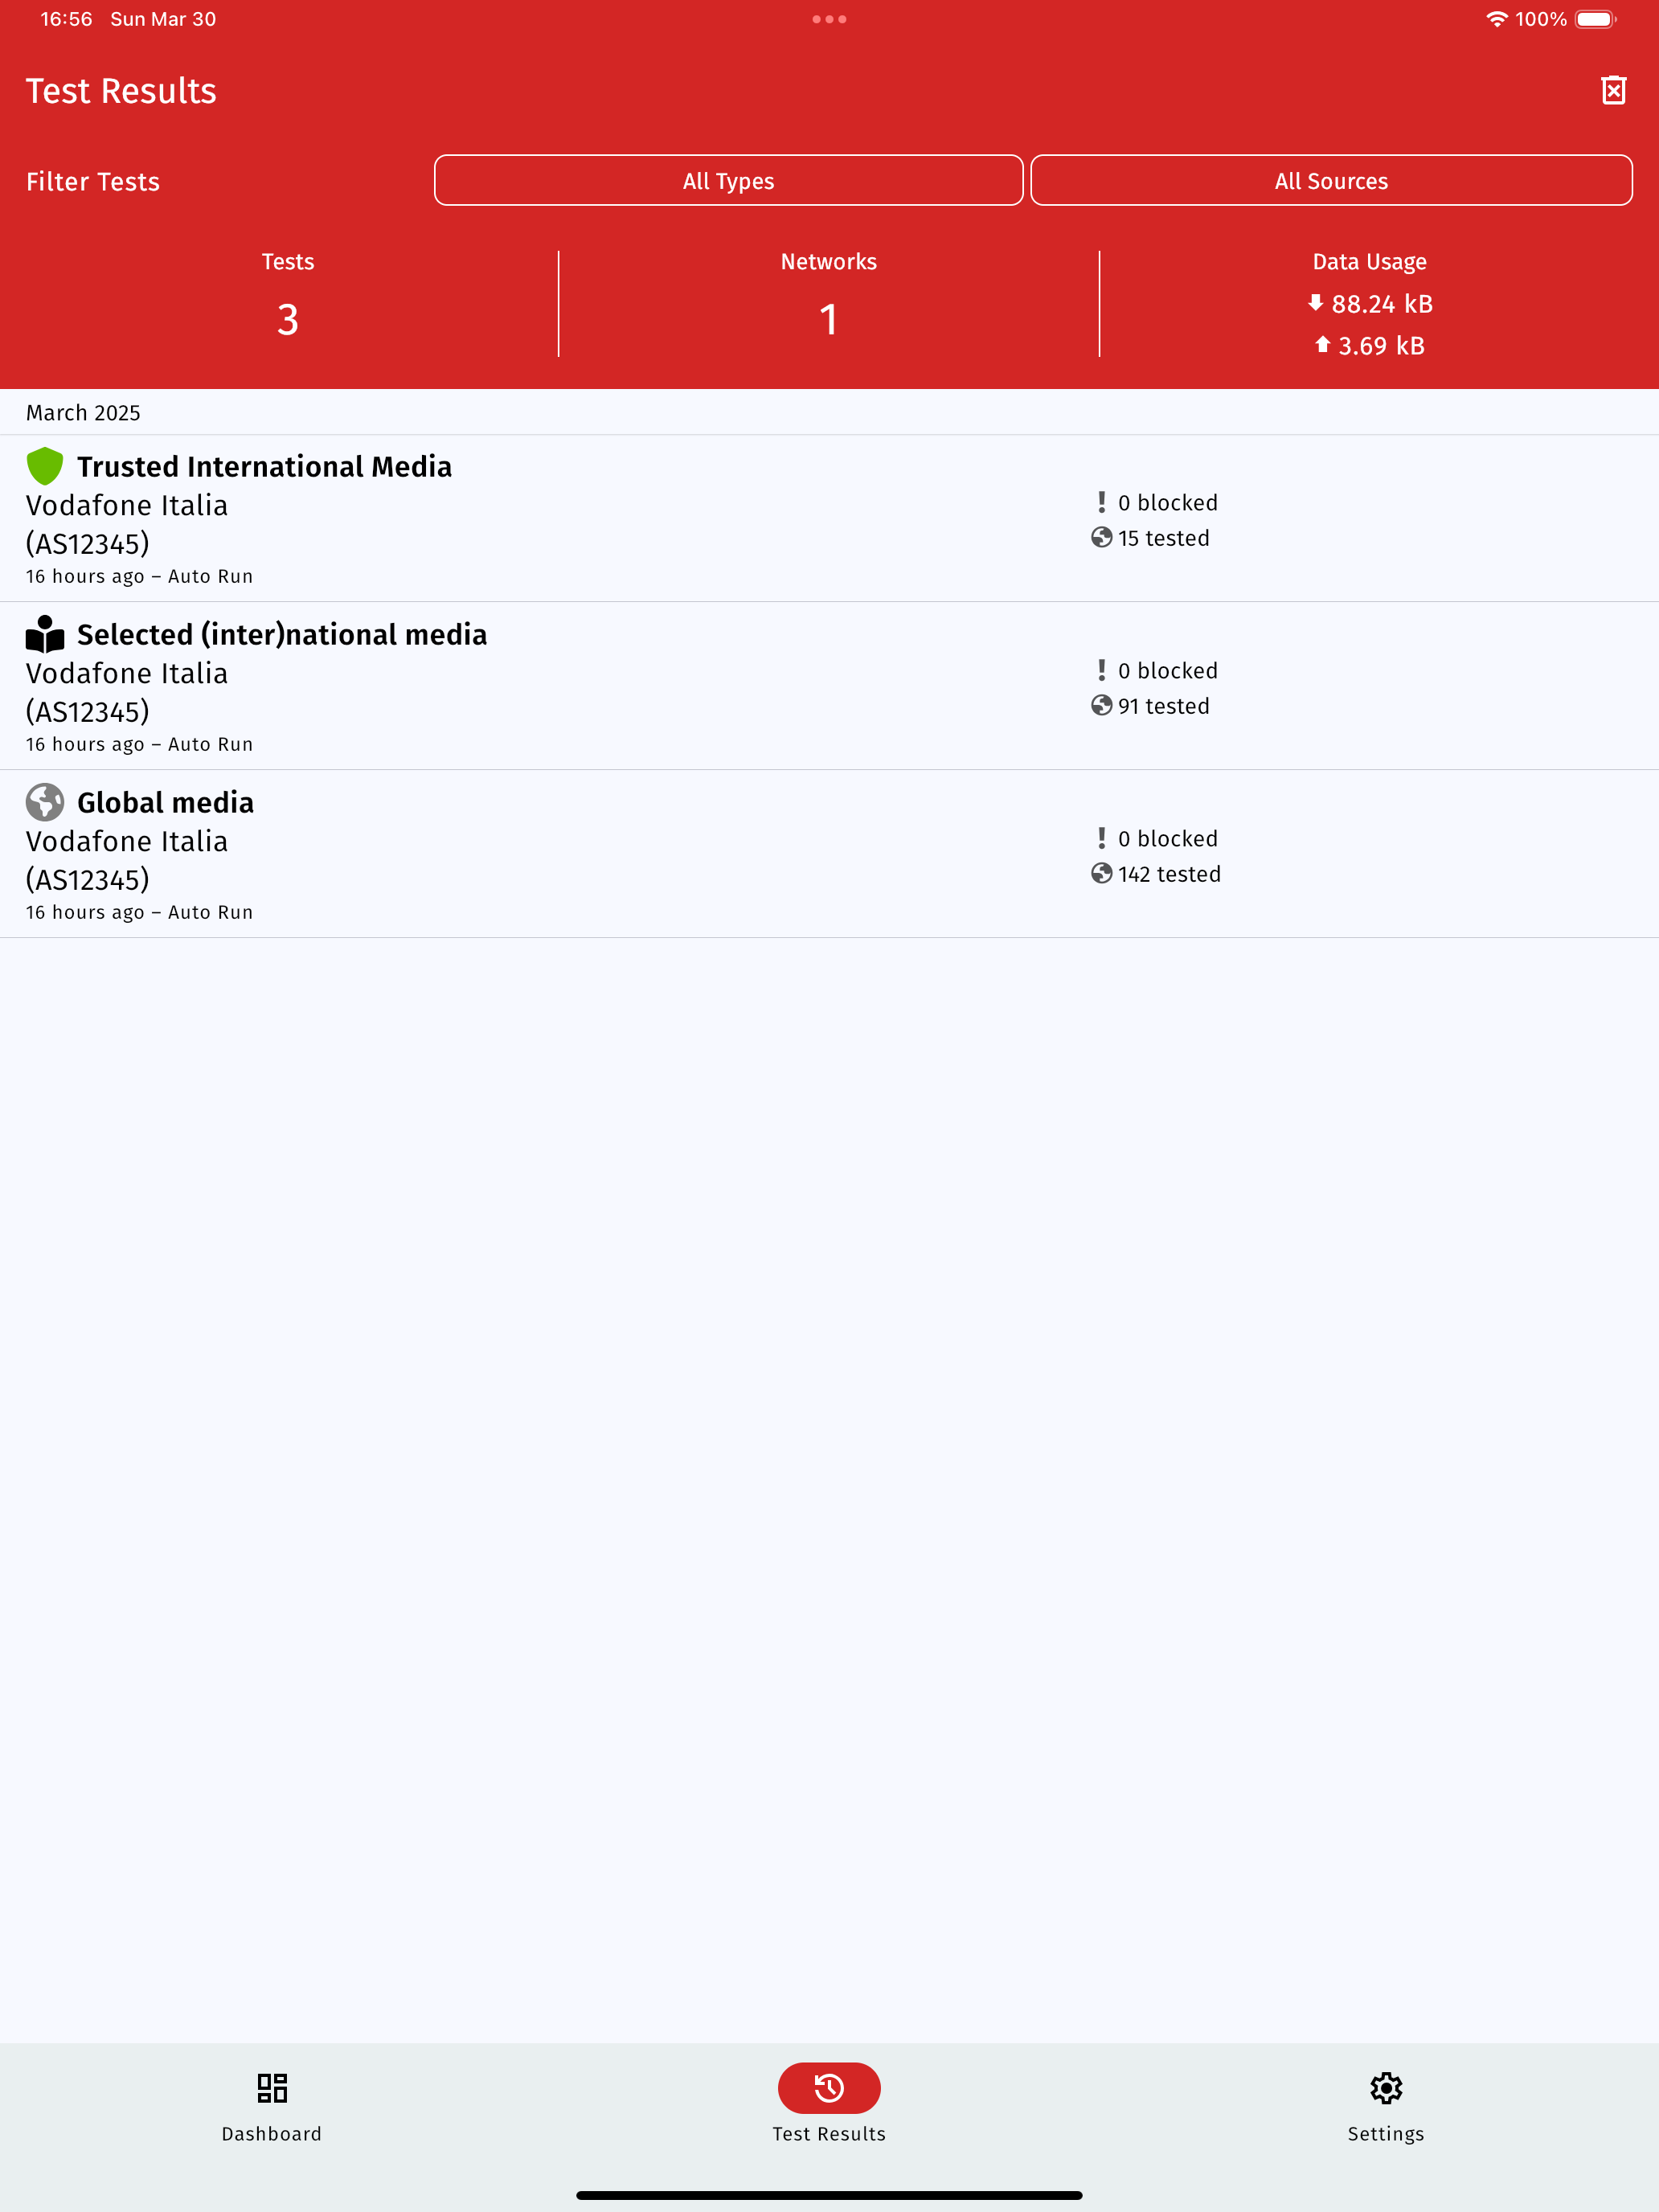 16:56 Sun Mar 30
100%
Test Results
Filter Tests
All Types
All Sources
Tests
3
Networks
1
Data Usage
88.24 kB
3.69 kB
March 2025
Trusted International Media
Vodafone Italia
(AS12345)
16 hours ago – Auto Run
0 blocked
15 tested
Selected (inter)national media
Vodafone Italia
(AS12345)
16 hours ago – Auto Run
0 blocked
91 tested
Global media
Vodafone Italia
(AS12345)
16 hours ago – Auto Run
0 blocked
142 tested
Dashboard
Test Results
Settings